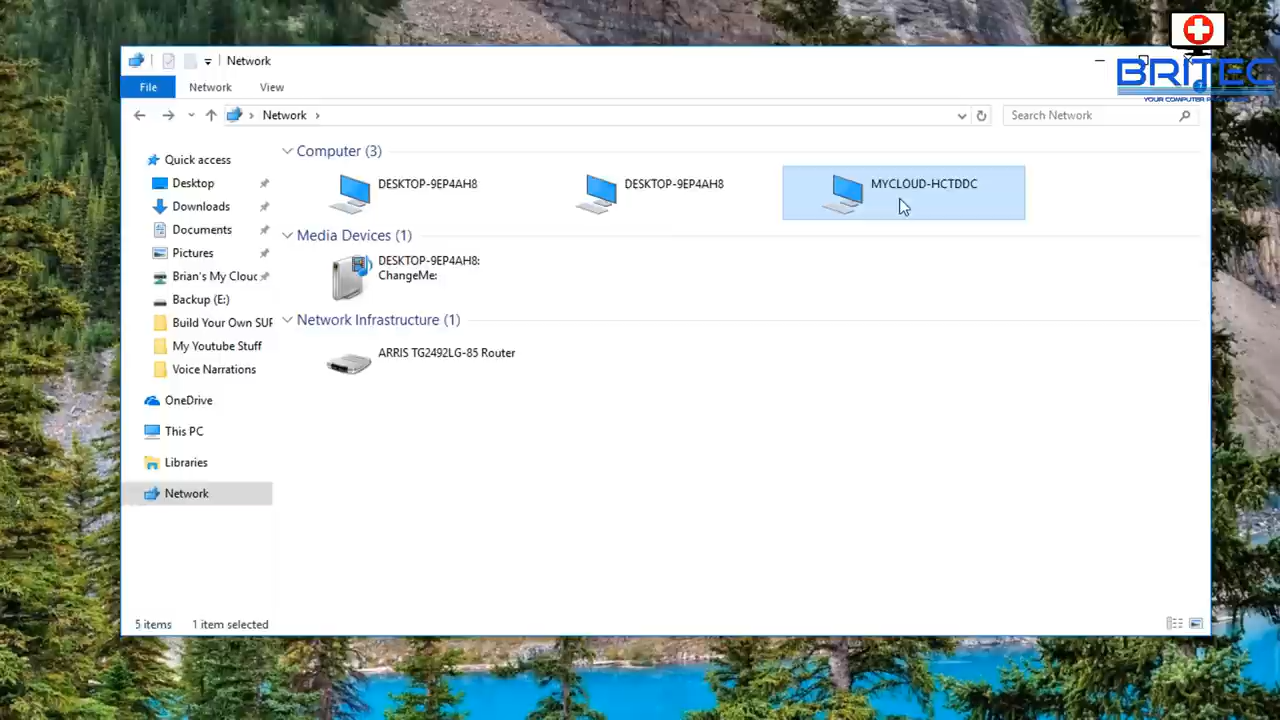 BRITEC
Network
File
Network
View
Network
Search Network
Quick access
Desktop
Downloads
Documents
Pictures
Brian's My Clouc
Backup (E:)
Build Your Own SUF
My Youtube Stuff
Voice Narrations
OneDrive
This PC
Libraries
Network
Computer (3)
DESKTOP-9EP4AH8
DESKTOP-9EP4AH8
MYCLOUD-HCTDDC
Media Devices (1)
DESKTOP-9EP4AH8:
ChangeMe:
Network Infrastructure (1)
ARRIS TG2492LG-85 Router
5 items
1 item selected